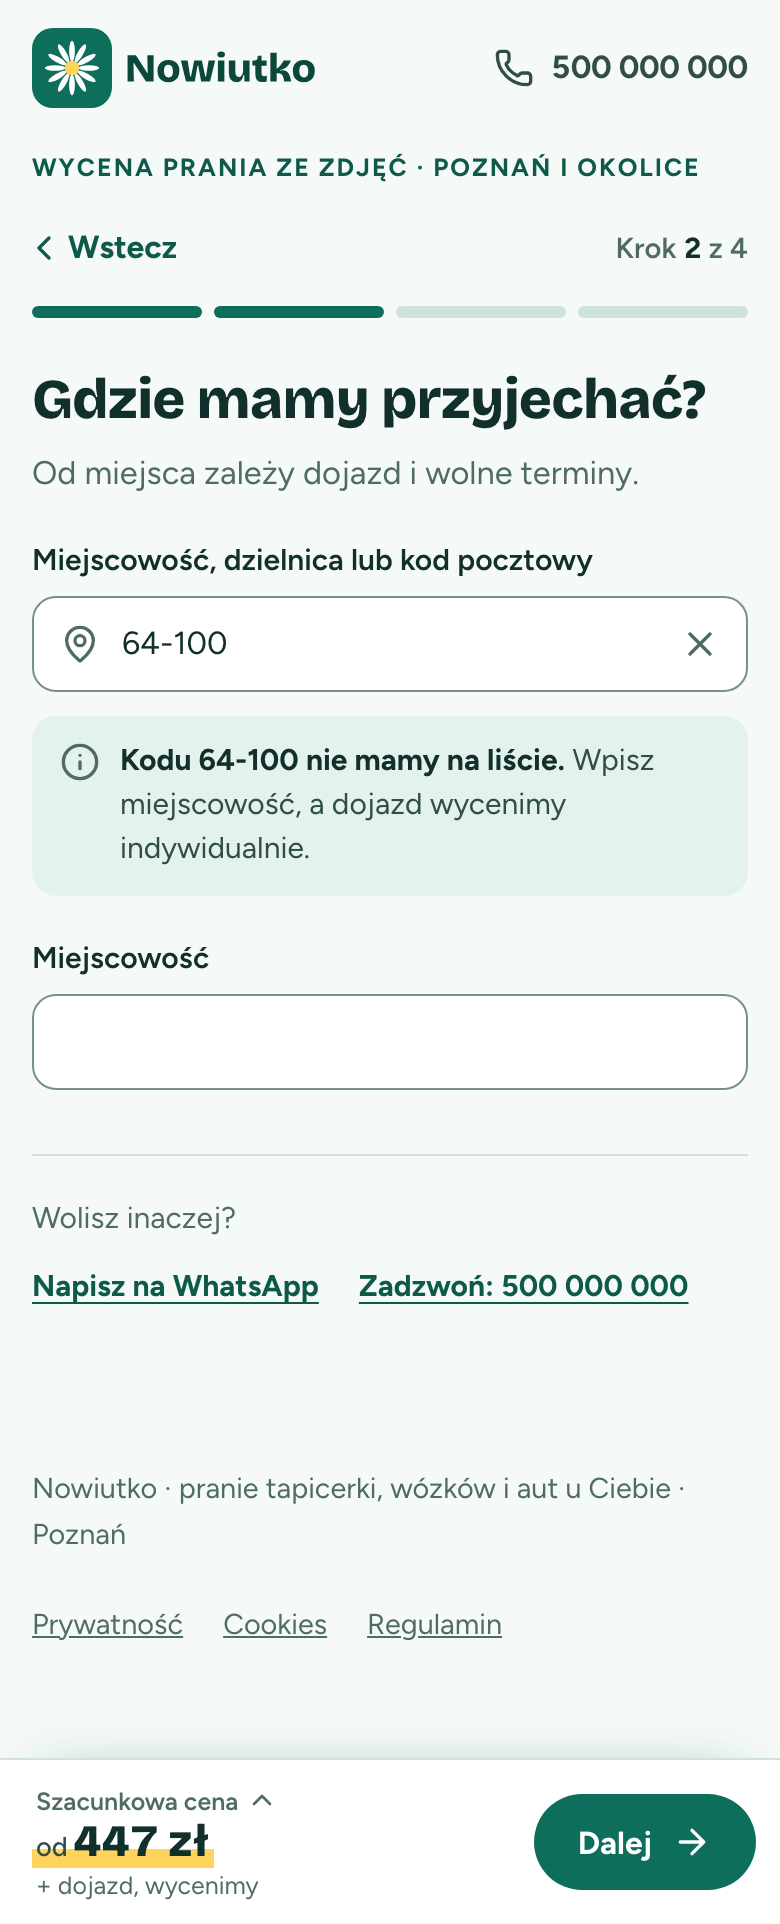 Nowiutko
500 000 000
WYCENA PRANIA ZE ZDJĘĆ · POZNAŃ I OKOLICE
Wstecz
Krok 2 z 4
Gdzie mamy przyjechać?
Od miejsca zależy dojazd i wolne terminy.
Miejscowość, dzielnica lub kod pocztowy
64-100
Kodu 64-100 nie mamy na liście. Wpisz
miejscowość, a dojazd wycenimy
indywidualnie.
Miejscowość
Wolisz inaczej?
Napisz na WhatsApp
Zadzwoń: 500 000 000
Nowiutko · pranie tapicerki, wózków i aut u Ciebie ·
Poznań
Prywatność
Cookies
Regulamin
Szacunkowa cena
od 447 zł
+ dojazd, wycenimy
Dalej